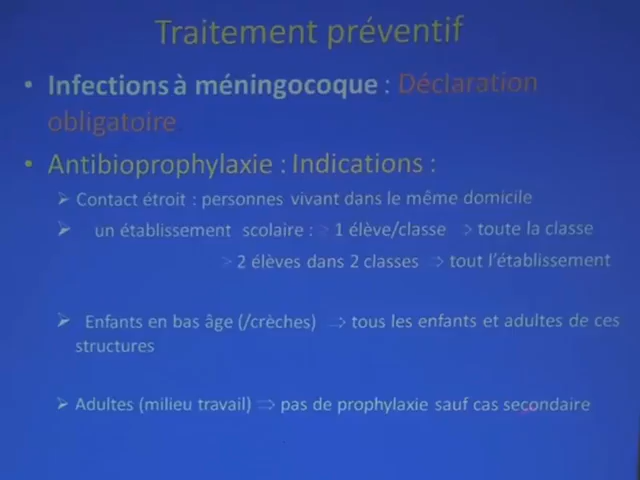 Traitement préventif
• Infections à méningocoque : Déclaration
obligatoire
• Antibioprophylaxie : Indications :
➢ Contact étroit : personnes vivant dans le même domicile
➢ un établissement scolaire : > 1 élève/classe > toute la classe
> 2 élèves dans 2 classes => tout l'établissement
➢ Enfants en bas âge (/crèches) => tous les enfants et adultes de ces
structures
➢ Adultes (milieu travail) => pas de prophylaxie sauf cas secondaire